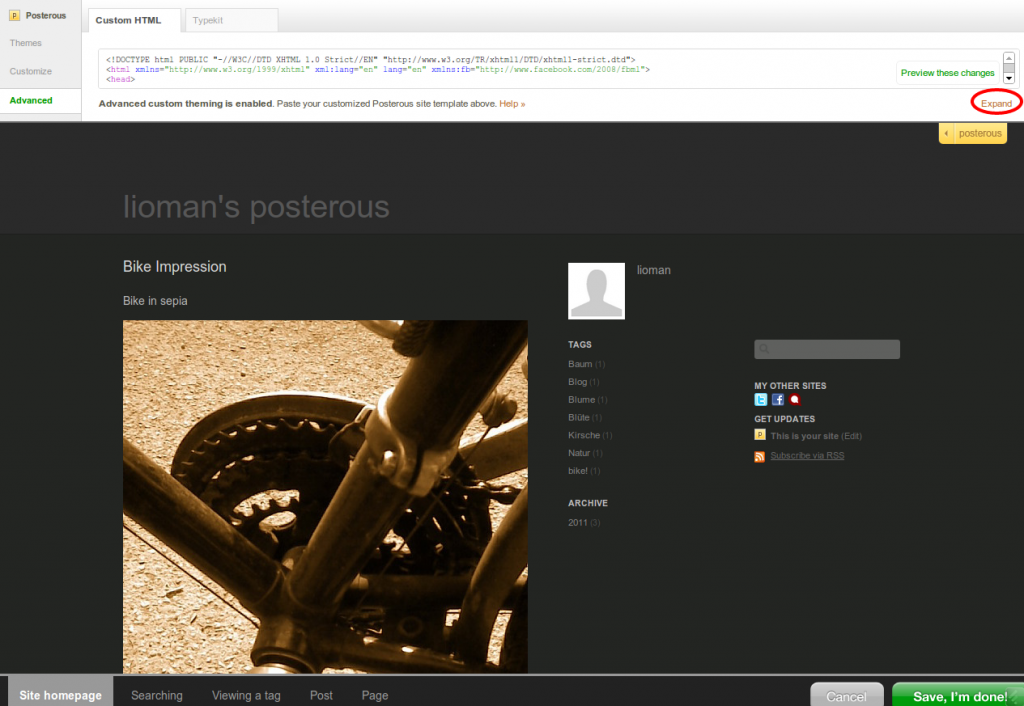 Posterous
Themes
Customize
Advanced
Custom HTML
Typekit
<!DOCTYPE html PUBLIC "-//W3C//DTD XHTML 1.0 Strict//EN" "http://www.w3.org/TR/xhtml1/DTD/xhtml1-strict.dtd">
<html xmlns="http://www.w3.org/1999/xhtml" xml:lang="en" lang="en" xmlns:fb="http://www.facebook.com/2008/fbml">
<head>
Preview these changes
Advanced custom theming is enabled. Paste your customized Posterous site template above. Help »
Expand
posterous
lioman's posterous
Bike Impression
Bike in sepia
lioman
TAGS
Baum (1)
Blog (1)
Blume (1)
Blüte (1)
Kirsche (1)
Natur (1)
bike! (1)
ARCHIVE
2011 (3)
MY OTHER SITES
GET UPDATES
This is your site (Edit)
Subscribe via RSS
Site homepage
Searching
Viewing a tag
Post
Page
Cancel
Save, I'm done!